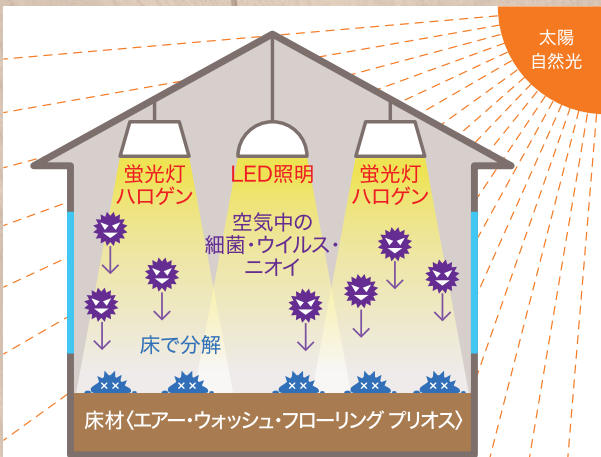 太陽
自然光
蛍光灯
ハロゲン
LED照明
蛍光灯
ハロゲン
空気中の
細菌・ウイルス・
ニオイ
床で分解
床材〈エアー・ウォッシュ・フローリング プリオス〉